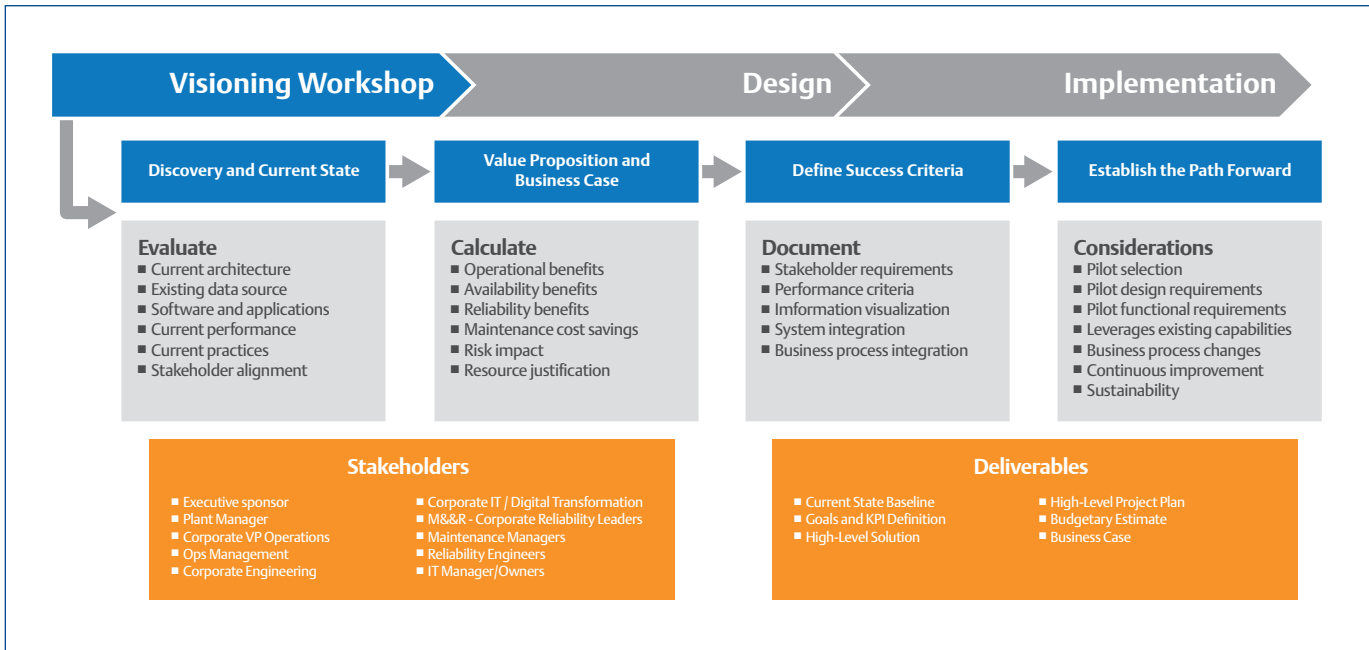 Visioning Workshop
Design
Implementation
Discovery and Current State
Value Proposition and
Business Case
Define Success Criteria
Establish the Path Forward
Evaluate
■ Current architecture
■ Existing data source
■ Software and applications
■ Current performance
■ Current practices
■ Stakeholder alignment
Calculate
■ Operational benefits
■ Availability benefits
■ Reliability benefits
■ Maintenance cost savings
■ Risk impact
■ Resource justification
Document
■ Stakeholder requirements
■ Performance criteria
■ Imformation visualization
■ System integration
■ Business process integration
Considerations
■ Pilot selection
■ Pilot design requirements
■ Pilot functional requirements
■ Leverages existing capabilities
■ Business process changes
■ Continuous improvement
■ Sustainability
Stakeholders
■ Executive sponsor
■ Plant Manager
■ Corporate VP Operations
■ Ops Management
■ Corporate Engineering
■ Corporate IT / Digital Transformation
■ M&&R - Corporate Reliability Leaders
■ Maintenance Managers
■ Reliability Engineers
■ IT Manager/Owners
Deliverables
■ Current State Baseline
■ Goals and KPI Definition
■ High-Level Solution
■ High-Level Project Plan
■ Budgetary Estimate
■ Business Case